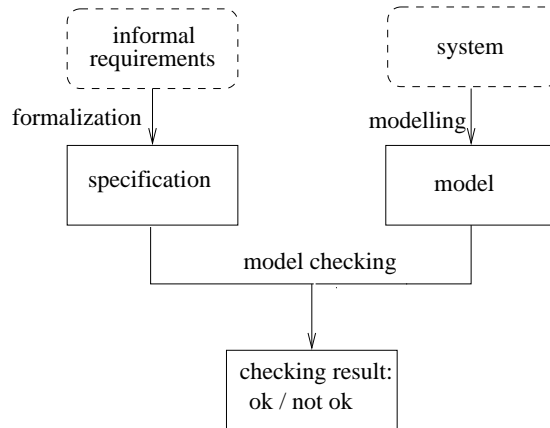 informal
requirements
system
formalization
modelling
specification
model
model checking
checking result:
ok / not ok